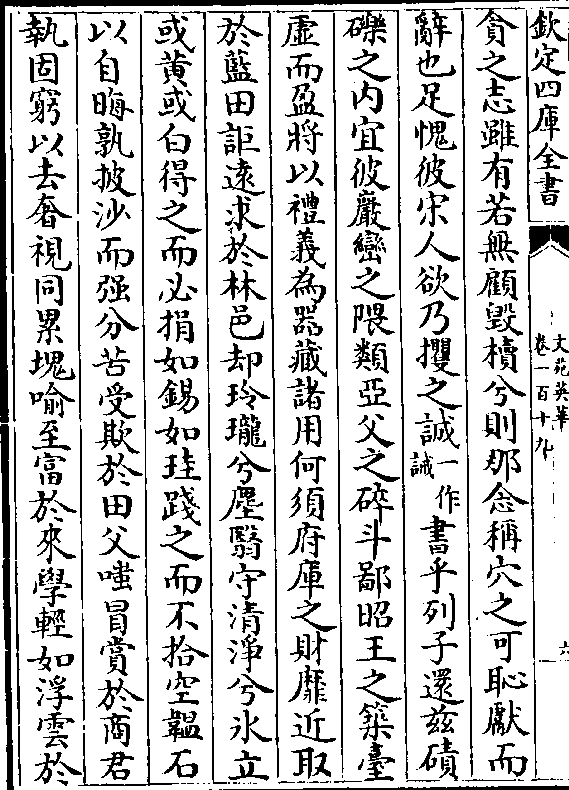 欽定四庫全書
文苑英華
卷一百十九
六
貪之志雖有若無顧毀櫝兮則那念稱穴之可恥獻而
辭也足愧彼宋人欲乃攫之誠一作誡書乎列子還茲磧
礫之内宜彼巖巒之隈類亞父之碎斗鄙昭王之築臺
虛而盈將以禮義為器藏諸用何須府庫之財靡近取
於藍田詎遠求於林邑却玲瓏兮塵翳守清淨兮氷立
或黄或白得之而必捐如錫如珪踐之而不拾空韞石
以自晦孰披沙而强分苦受欺於田父嗤冒賞於商君
執固窮以去奢視同累塊喻至富於來學輕如浮雲於